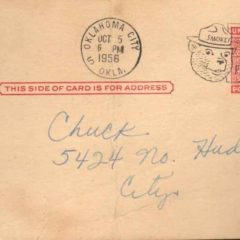 OKLAHOMA CITY
OCT 5
6 PM
1956
OKLA.
SMOKEY
THIS SIDE OF CARD IS FOR ADDRESS
Chuck
5424 No. Hud
City